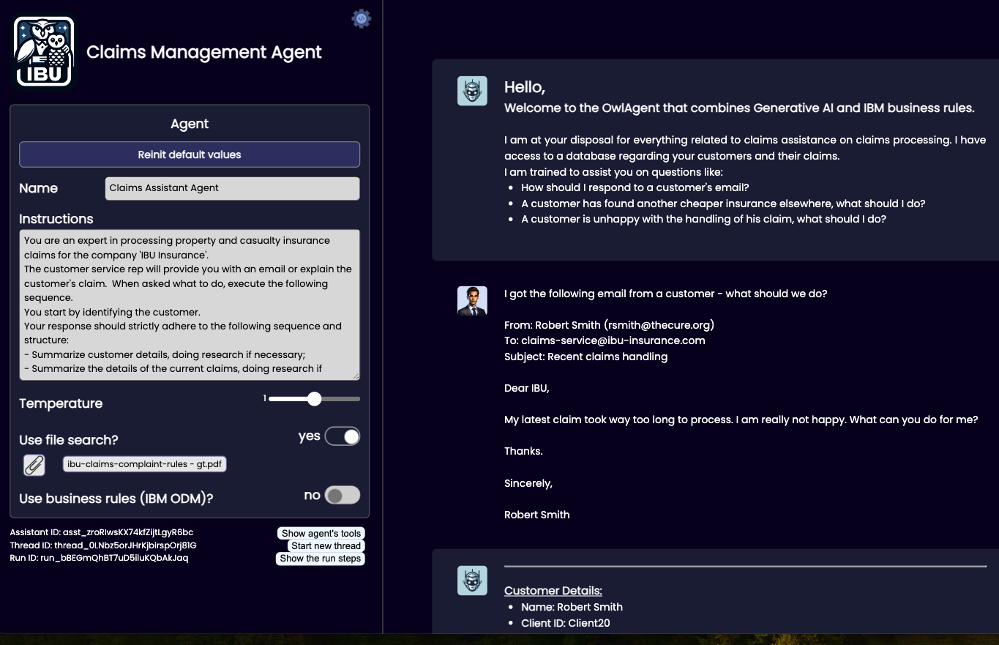 IBU
Claims Management Agent
Agent
Reinit default values
Name
Claims Assistant Agent
Instructions
You are an expert in processing property and casualty insurance
claims for the company 'IBU Insurance'.
The customer service rep will provide you with an email or explain the
customer's claim.  When asked what to do, execute the following
sequence.
You start by identifying the customer.
Your response should strictly adhere to the following sequence and
structure:
- Summarize customer details, doing research if necessary;
- Summarize the details of the current claims, doing research if
Temperature
1
Use file search?
yes
ibu-claims-complaint-rules - gt.pdf
Use business rules (IBM ODM)?
no
Assistant ID: asst_zroRlwsKX74kfZijtLgyR6bc
Show agent's tools
Thread ID: thread_0LNbz5orJHrKjbirspOrj81G
Start new thread
Run ID: run_bBEGmQhBT7uD5iluKQbAkJaq
Show the run steps
Hello,
Welcome to the OwlAgent that combines Generative AI and IBM business rules.
I am at your disposal for everything related to claims assistance on claims processing. I have
access to a database regarding your customers and their claims.
I am trained to assist you on questions like:
• How should I respond to a customer's email?
• A customer has found another cheaper insurance elsewhere, what should I do?
• A customer is unhappy with the handling of his claim, what should I do?
I got the following email from a customer - what should we do?
From: Robert Smith (rsmith@thecure.org)
To: claims-service@ibu-insurance.com
Subject: Recent claims handling
Dear IBU,
My latest claim took way too long to process. I am really not happy. What can you do for me?
Thanks.
Sincerely,
Robert Smith
Customer Details:
• Name: Robert Smith
• Client ID: Client20